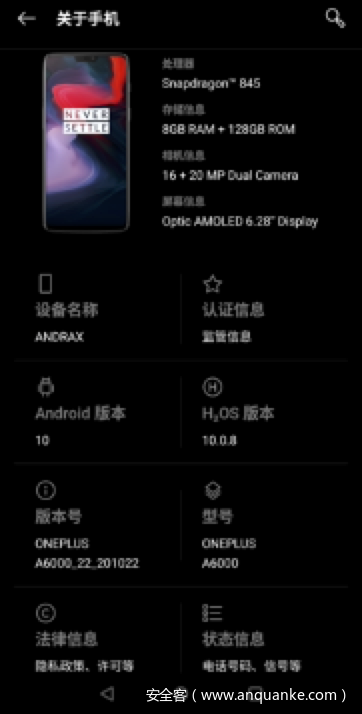 关于手机
处理器
Snapdragon™ 845
存储信息
8GB RAM + 128GB ROM
相机信息
16 + 20 MP Dual Camera
屏幕信息
Optic AMOLED 6.28" Display
NEVER
SETTLE
设备名称
ANDRAX
认证信息
监管信息
Android 版本
10
H₂OS 版本
10.0.8
版本号
ONEPLUS
A6000_22_201022
型号
ONEPLUS
A6000
法律信息
隐私政策、许可等
状态信息
电话号码、信号等
安全客（www.anquanke.com）